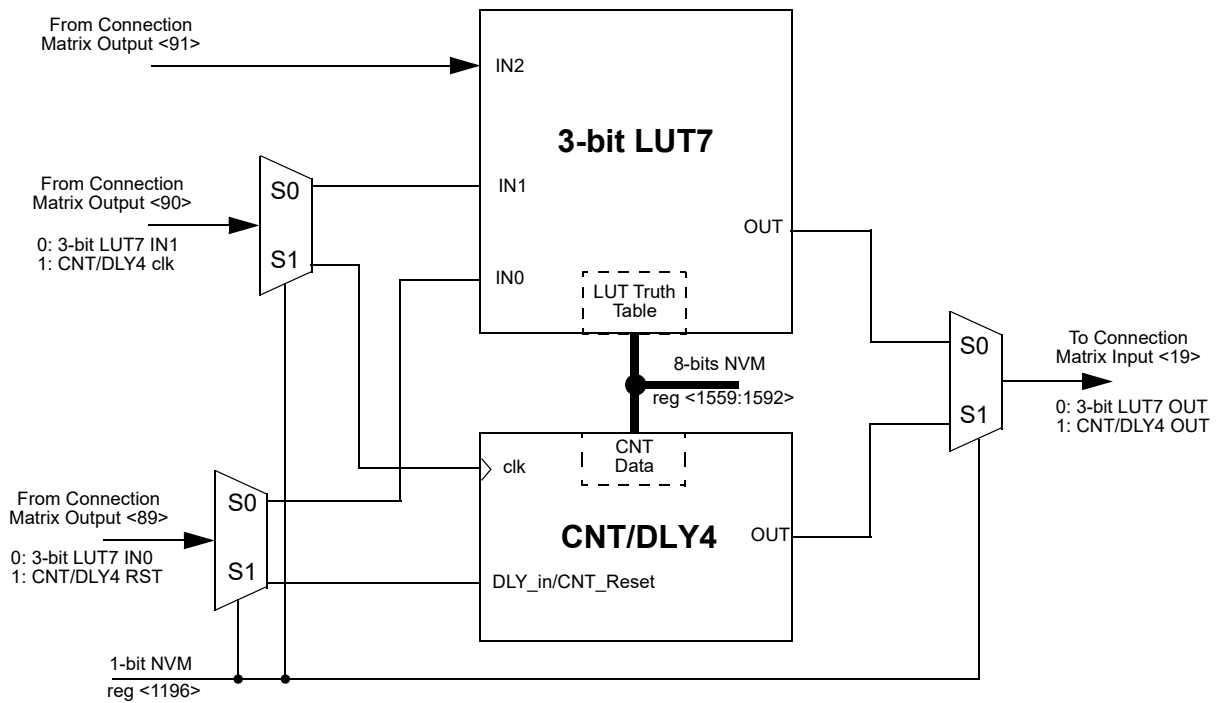 From Connection
Matrix Output <91>
IN2
3-bit LUT7
From Connection
Matrix Output <90>
0: 3-bit LUT7 IN1
1: CNT/DLY4 clk
S0
S1
IN1
IN0
OUT
LUT Truth
Table
8-bits NVM
reg <1559:1592>
S0
S1
To Connection
Matrix Input <19>
0: 3-bit LUT7 OUT
1: CNT/DLY4 OUT
CNT
Data
clk
CNT/DLY4
OUT
DLY_in/CNT_Reset
From Connection
Matrix Output <89>
0: 3-bit LUT7 IN0
1: CNT/DLY4 RST
S0
S1
1-bit NVM
reg <1196>